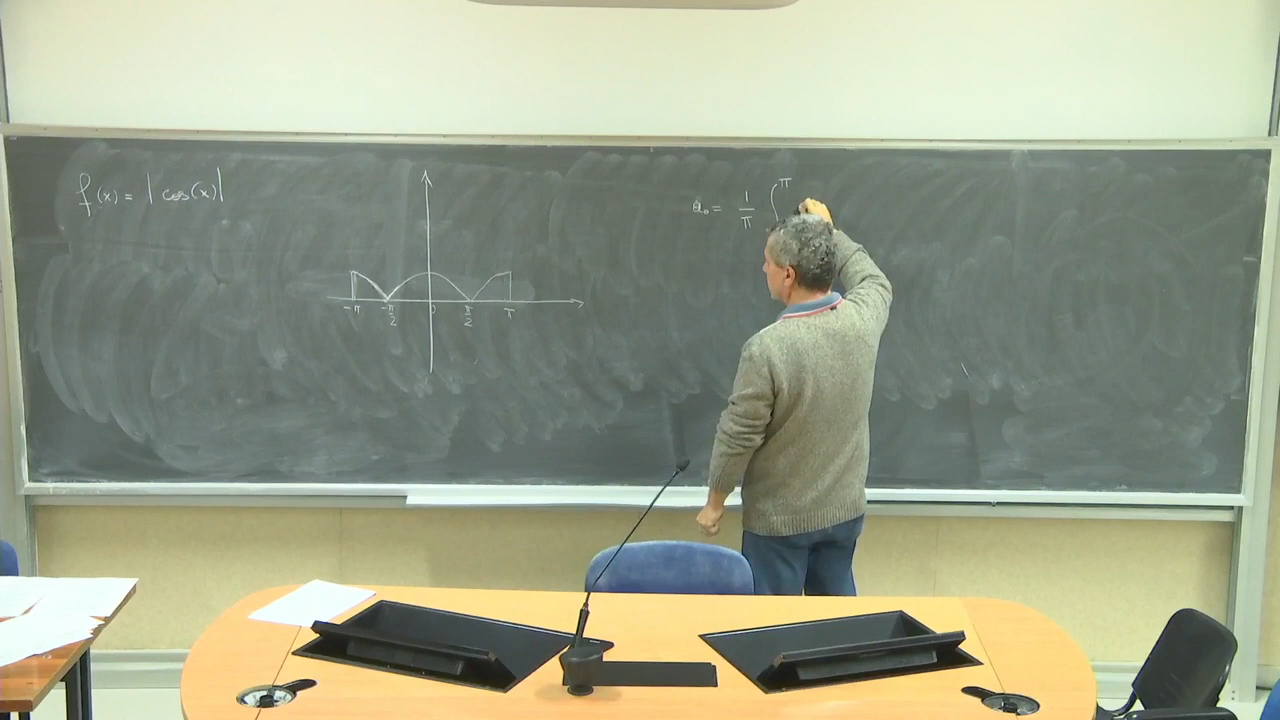 f(x) = | cos(x) |
a₀ = 1/π ∫ π
-π -π/2 0 π/2 π